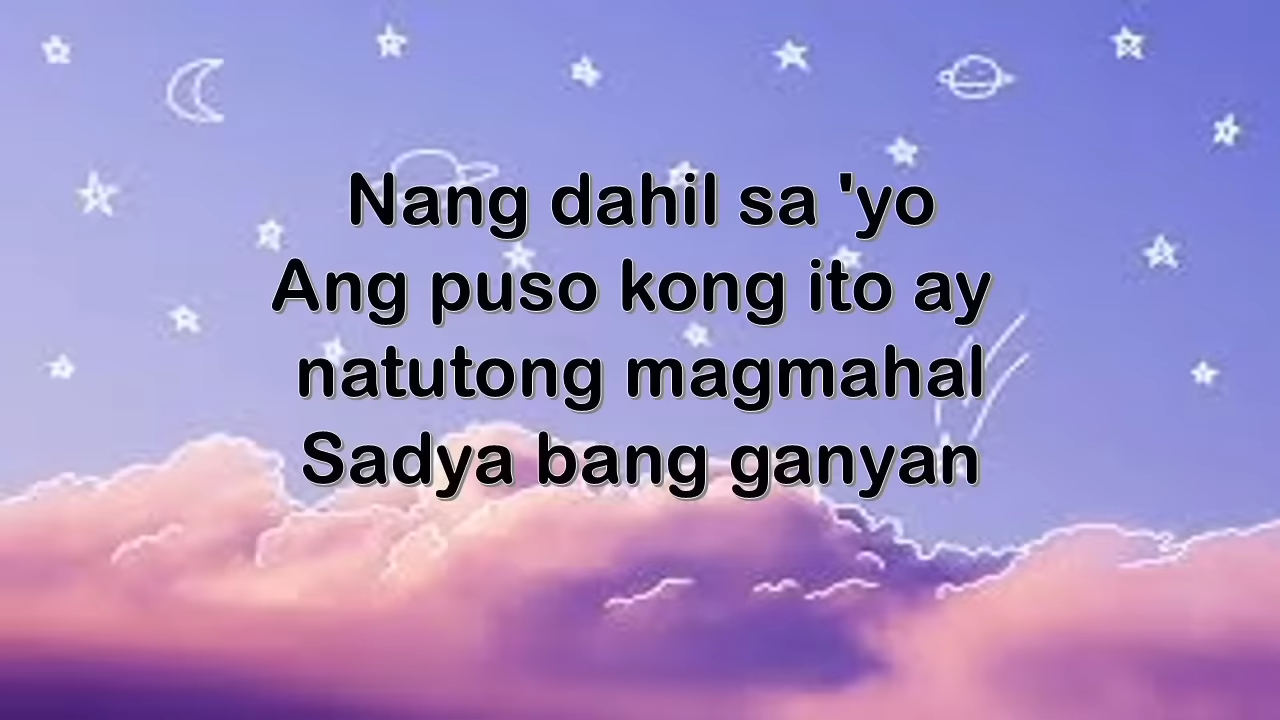 Nang dahil sa 'yo
Ang puso kong ito ay
natutong magmahal
Sadya bang ganyan